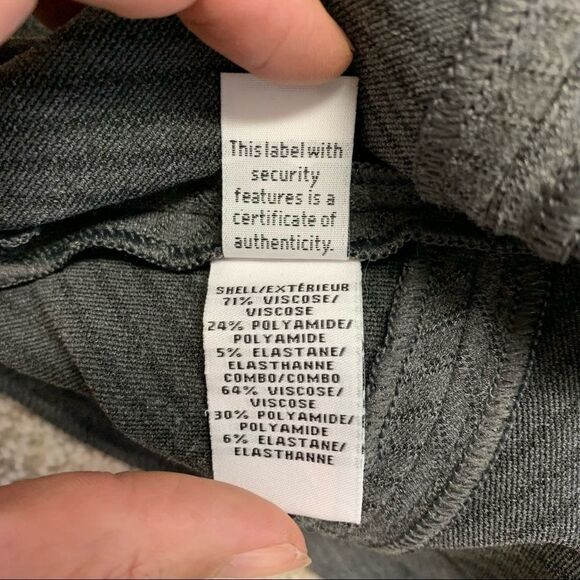 This label with
security
features is a
certificate of
authenticity.
SHELL/EXTÉRIEUR
71% VISCOSE/
VISCOSE
24% POLYAMIDE/
POLYAMIDE
5% ELASTANE/
ELASTHANNE
COMBO/COMBO
64% VISCOSE/
VISCOSE
30% POLYAMIDE/
POLYAMIDE
6% ELASTANE/
ELASTHANNE